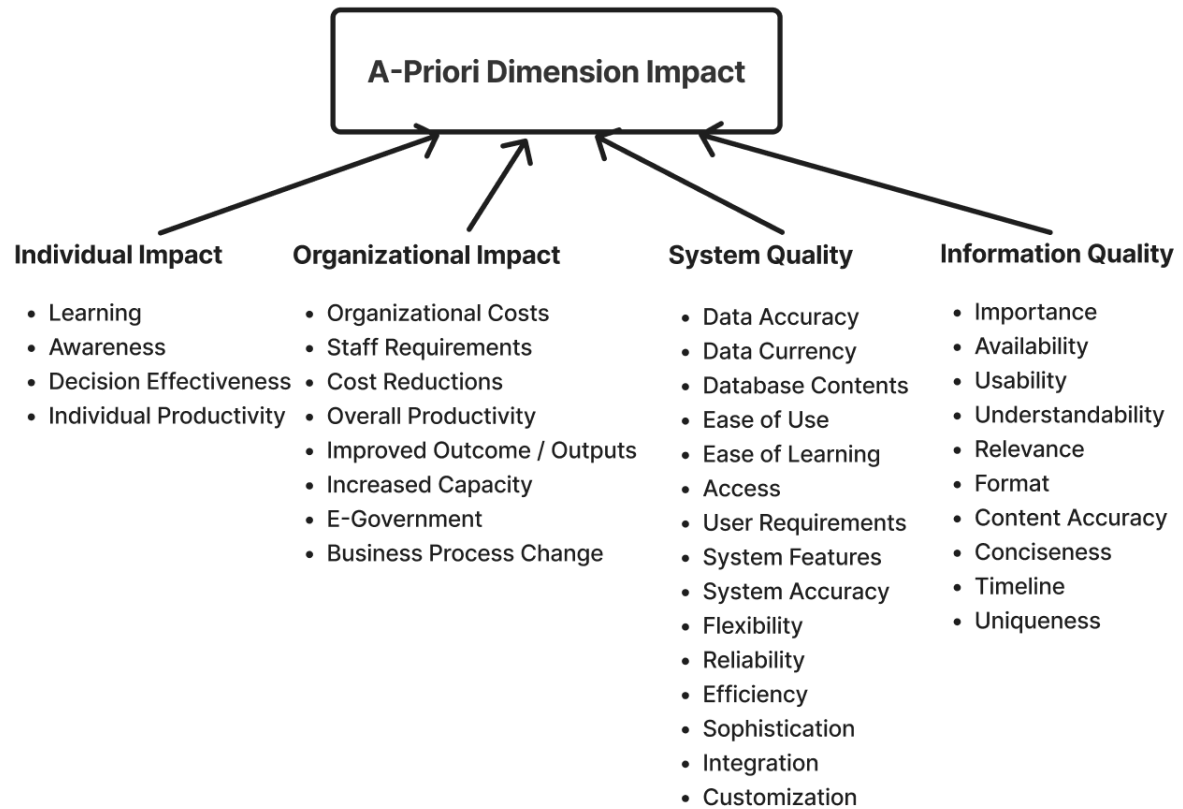 A-Priori Dimension Impact
Individual Impact
• Learning
• Awareness
• Decision Effectiveness
• Individual Productivity
Organizational Impact
• Organizational Costs
• Staff Requirements
• Cost Reductions
• Overall Productivity
• Improved Outcome / Outputs
• Increased Capacity
• E-Government
• Business Process Change
System Quality
• Data Accuracy
• Data Currency
• Database Contents
• Ease of Use
• Ease of Learning
• Access
• User Requirements
• System Features
• System Accuracy
• Flexibility
• Reliability
• Efficiency
• Sophistication
• Integration
• Customization
Information Quality
• Importance
• Availability
• Usability
• Understandability
• Relevance
• Format
• Content Accuracy
• Conciseness
• Timeline
• Uniqueness